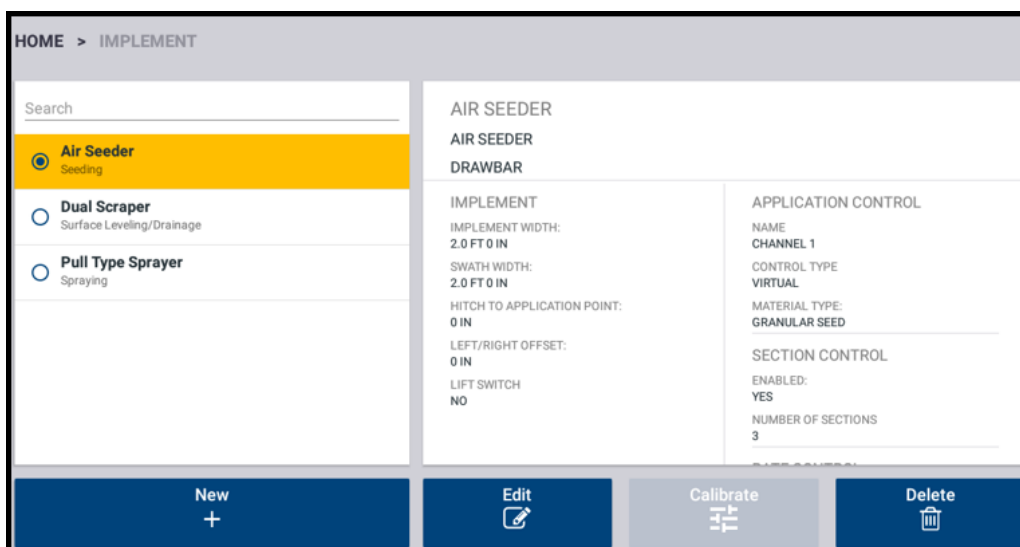 HOME > IMPLEMENT
Search
Air Seeder
Seeding
Dual Scraper
Surface Leveling/Drainage
Pull Type Sprayer
Spraying
AIR SEEDER
AIR SEEDER
DRAWBAR
IMPLEMENT
IMPLEMENT WIDTH:
2.0 FT 0 IN
SWATH WIDTH:
2.0 FT 0 IN
HITCH TO APPLICATION POINT:
0 IN
LEFT/RIGHT OFFSET:
0 IN
LIFT SWITCH
NO
APPLICATION CONTROL
NAME
CHANNEL 1
CONTROL TYPE
VIRTUAL
MATERIAL TYPE:
GRANULAR SEED
SECTION CONTROL
ENABLED:
YES
NUMBER OF SECTIONS
3
RATE CONTROL
New
Edit
Calibrate
Delete